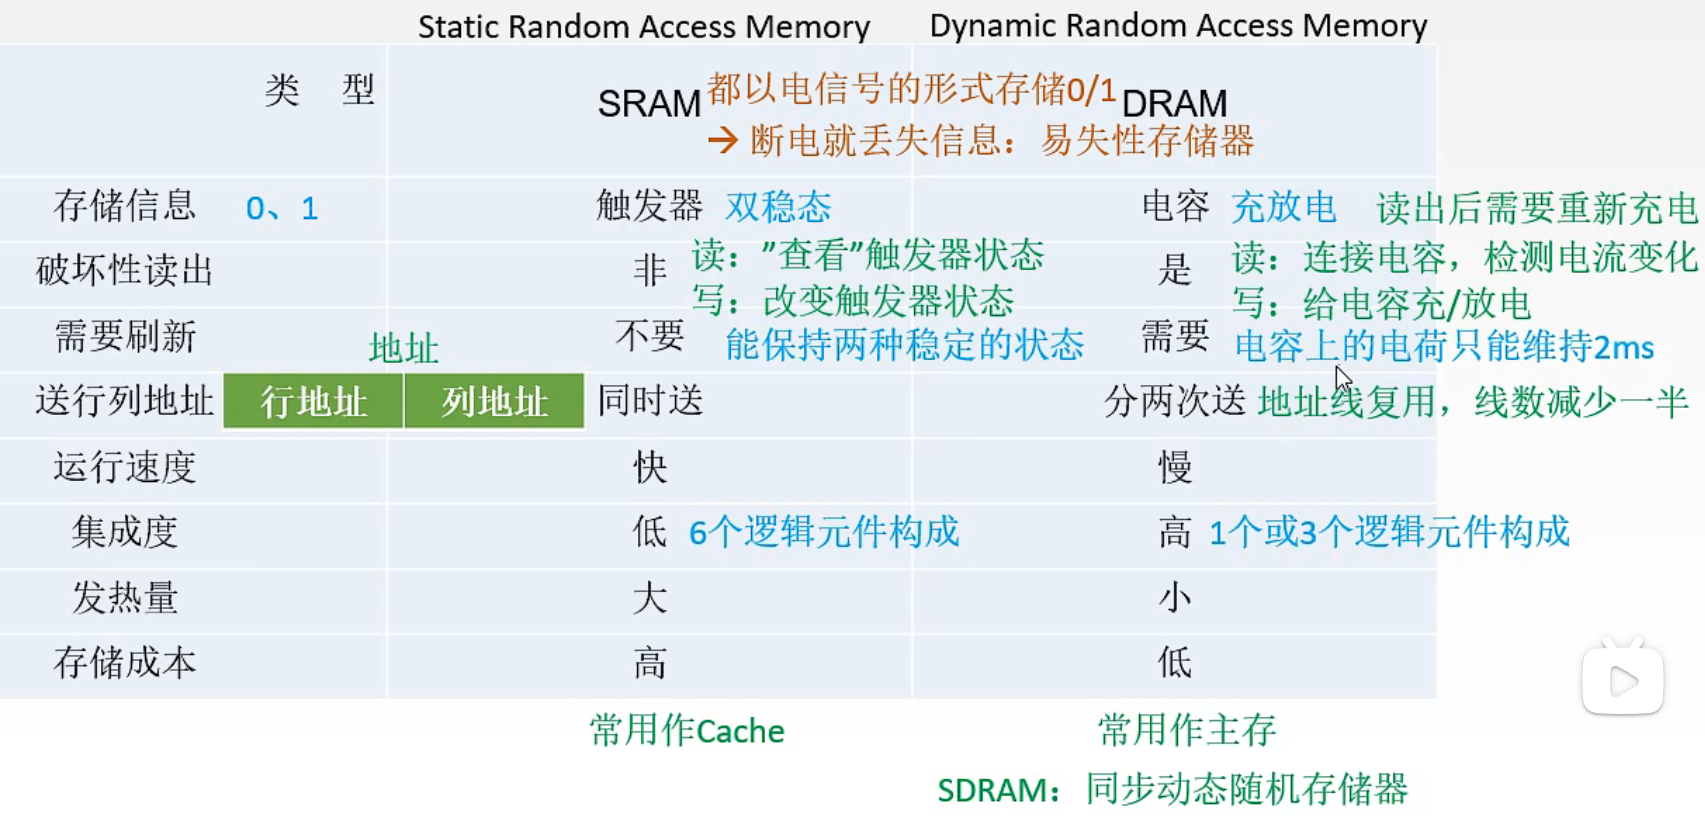 Static Random Access Memory
Dynamic Random Access Memory
类 型
SRAM
都以电信号的形式存储0/1
→ 断电就丢失信息：易失性存储器
DRAM
存储信息
0、1
触发器
双稳态
电容
充放电
读出后需要重新充电
破坏性读出
非
读：”查看”触发器状态
写：改变触发器状态
是
读：连接电容，检测电流变化
写：给电容充/放电
需要刷新
不要
能保持两种稳定的状态
需要
电容上的电荷只能维持2ms
地址
送行列地址
行地址
列地址
同时送
分两次送
地址线复用，线数减少一半
运行速度
快
慢
集成度
低
6个逻辑元件构成
高
1个或3个逻辑元件构成
发热量
大
小
存储成本
高
低
常用作Cache
常用作主存
SDRAM：同步动态随机存储器